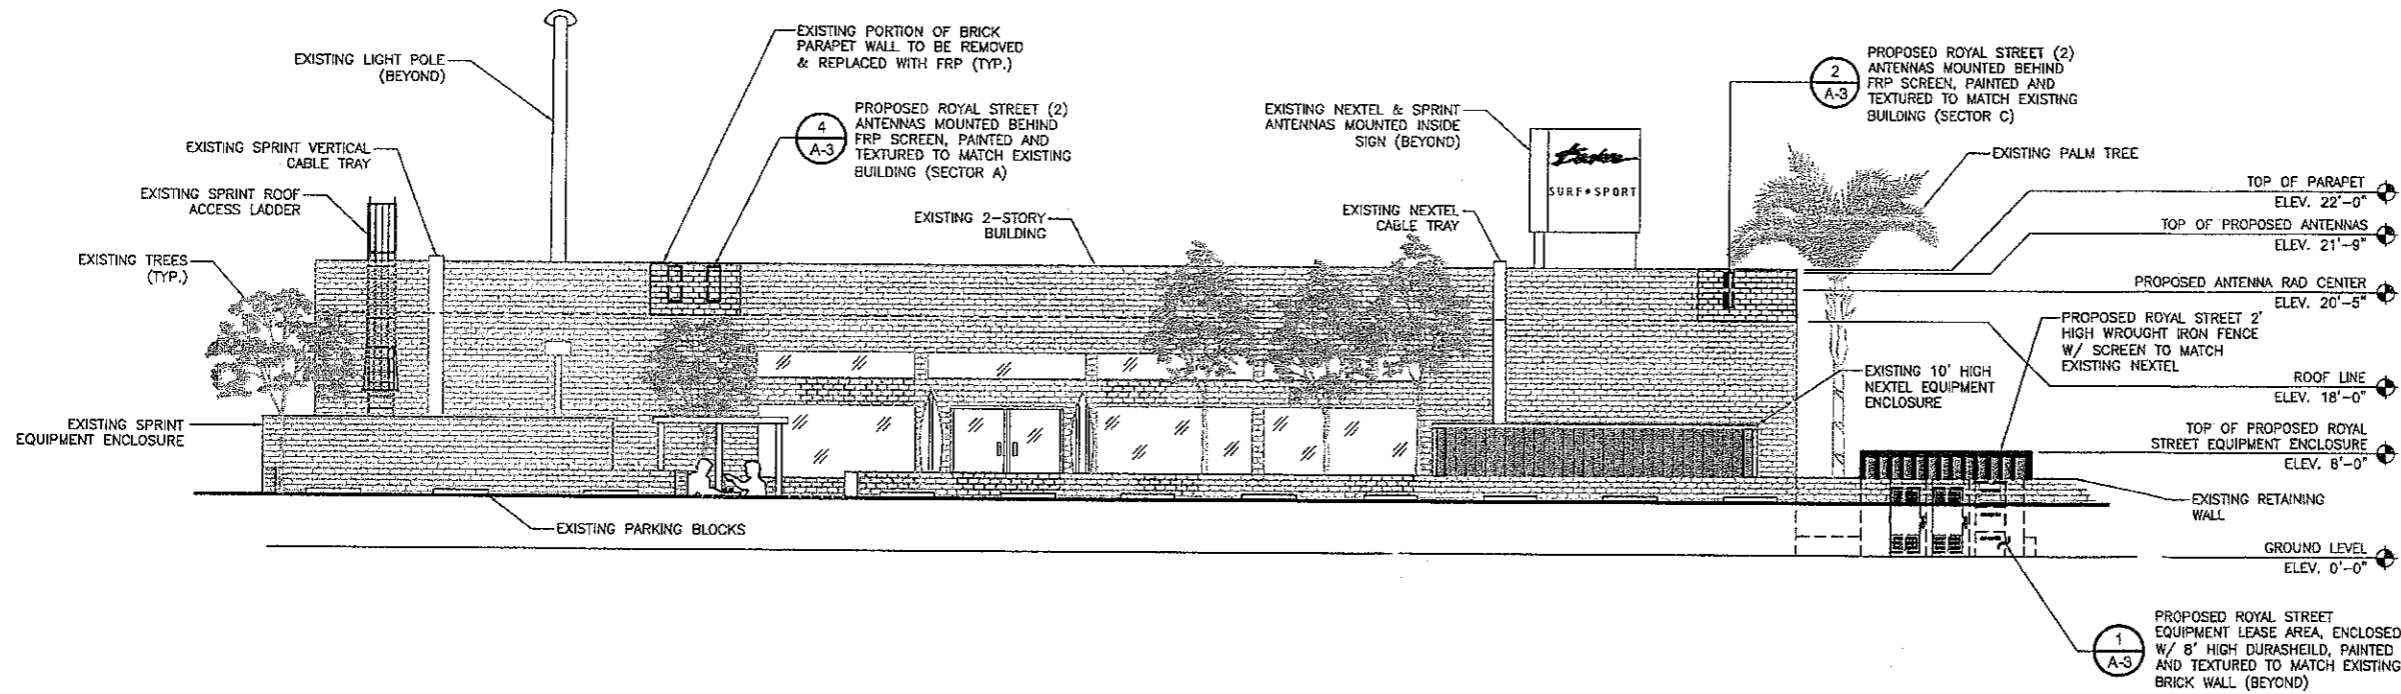 EXISTING LIGHT POLE
(BEYOND)
EXISTING PORTION OF BRICK
PARAPET WALL TO BE REMOVED
& REPLACED WITH FRP (TYP.)
4
A-3
PROPOSED ROYAL STREET (2)
ANTENNAS MOUNTED BEHIND
FRP SCREEN, PAINTED AND
TEXTURED TO MATCH EXISTING
BUILDING (SECTOR A)
EXISTING SPRINT VERTICAL
CABLE TRAY
EXISTING SPRINT ROOF
ACCESS LADDER
EXISTING TREES
(TYP.)
EXISTING SPRINT
EQUIPMENT ENCLOSURE
EXISTING PARKING BLOCKS
EXISTING 2-STORY
BUILDING
EXISTING NEXTEL & SPRINT
ANTENNAS MOUNTED INSIDE
SIGN (BEYOND)
SURF•SPORT
EXISTING NEXTEL
CABLE TRAY
2
A-3
PROPOSED ROYAL STREET (2)
ANTENNAS MOUNTED BEHIND
FRP SCREEN, PAINTED AND
TEXTURED TO MATCH EXISTING
BUILDING (SECTOR C)
EXISTING PALM TREE
TOP OF PARAPET
ELEV. 22'-0"
TOP OF PROPOSED ANTENNAS
ELEV. 21'-9"
PROPOSED ANTENNA RAD CENTER
ELEV. 20'-5"
PROPOSED ROYAL STREET 2'
HIGH WROUGHT IRON FENCE
W/ SCREEN TO MATCH
EXISTING NEXTEL
EXISTING 10' HIGH
NEXTEL EQUIPMENT
ENCLOSURE
ROOF LINE
ELEV. 18'-0"
TOP OF PROPOSED ROYAL
STREET EQUIPMENT ENCLOSURE
ELEV. 8'-0"
EXISTING RETAINING
WALL
GROUND LEVEL
ELEV. 0'-0"
1
A-3
PROPOSED ROYAL STREET
EQUIPMENT LEASE AREA, ENCLOSED
W/ 8' HIGH DURASHEILD, PAINTED
AND TEXTURED TO MATCH EXISTING
BRICK WALL (BEYOND)